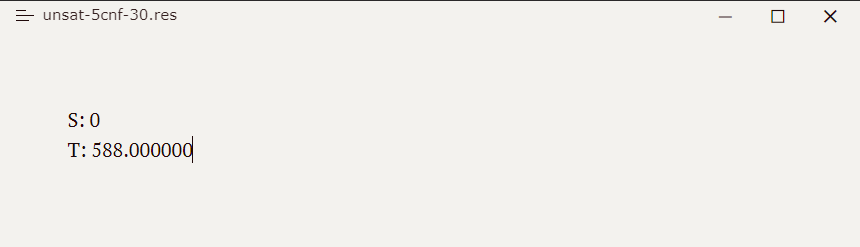 unsat-5cnf-30.res
S: 0
T: 588.000000